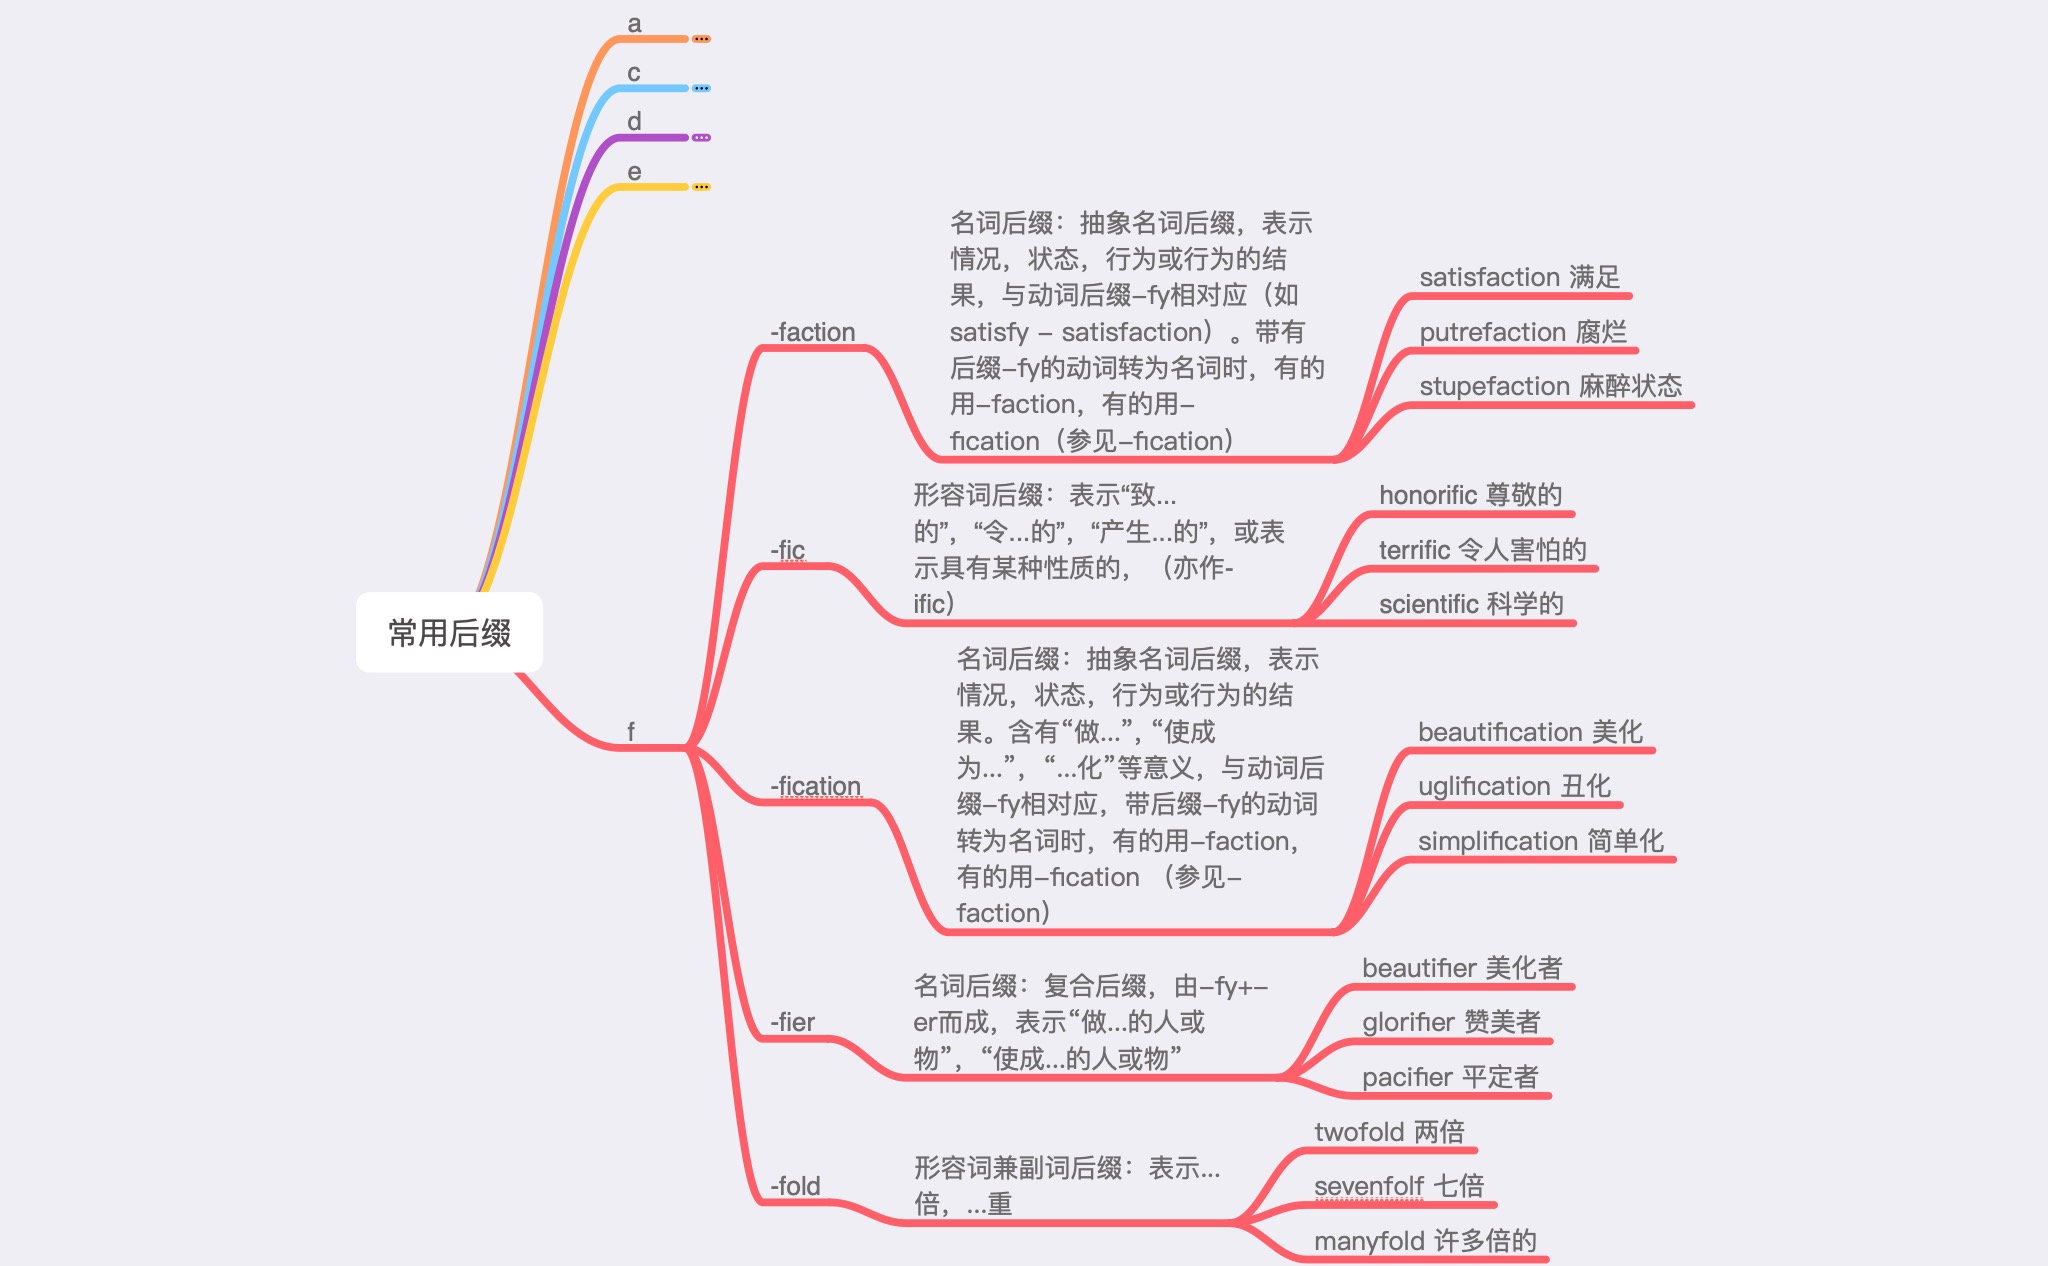 a
c
d
e
常用后缀
f
-faction
名词后缀：抽象名词后缀，表示
情况，状态，行为或行为的结
果，与动词后缀-fy相对应（如
satisfy - satisfaction）。带有
后缀-fy的动词转为名词时，有的
用-faction，有的用-
fication（参见-fication）
satisfaction 满足
putrefaction 腐烂
stupefaction 麻醉状态
-fic
形容词后缀：表示“致...
的”，“令...的”，“产生...的”，或表
示具有某种性质的，（亦作-
ific）
honorific 尊敬的
terrific 令人害怕的
scientific 科学的
-fication
名词后缀：抽象名词后缀，表示
情况，状态，行为或行为的结
果。含有“做...”, “使成
为...”，“...化”等意义，与动词后
缀-fy相对应，带后缀-fy的动词
转为名词时，有的用-faction，
有的用-fication （参见-
faction）
beautification 美化
uglification 丑化
simplification 简单化
-fier
名词后缀：复合后缀，由-fy+-
er而成，表示“做...的人或
物”，“使成...的人或物”
beautifier 美化者
glorifier 赞美者
pacifier 平定者
-fold
形容词兼副词后缀：表示...
倍，...重
twofold 两倍
sevenfolf 七倍
manyfold 许多倍的